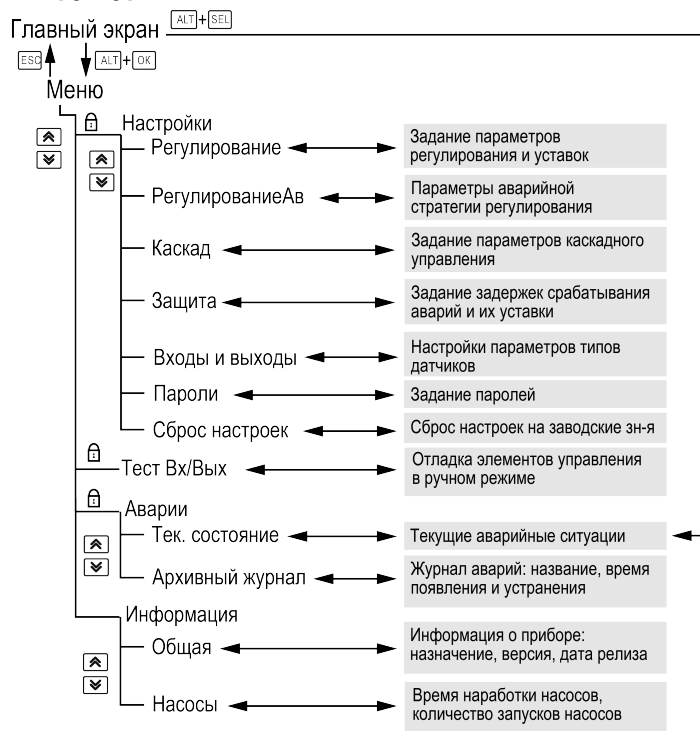 Главный экран ALT+SEL
ESC ALT+OK
Меню
Настройки
Регулирование Задание параметров
регулирования и уставок
РегулированиеАв Параметры аварийной
стратегии регулирования
Каскад Задание параметров каскадного
управления
Защита Задание задержек срабатывания
аварий и их уставки
Входы и выходы Настройки параметров типов
датчиков
Пароли Задание паролей
Сброс настроек Сброс настроек на заводские зн-я
Тест Вх/Вых Отладка элементов управления
в ручном режиме
Аварии
Тек. состояние Текущие аварийные ситуации
Архивный журнал Журнал аварий: название, время
появления и устранения
Информация
Общая Информация о приборе:
назначение, версия, дата релиза
Насосы Время наработки насосов,
количество запусков насосов